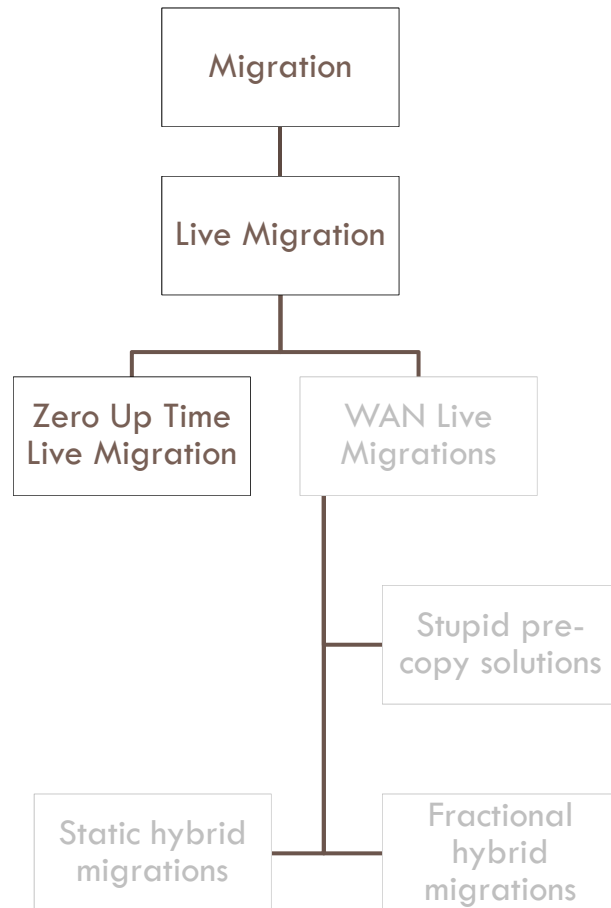 Migration
Live Migration
Zero Up Time
Live Migration
WAN Live
Migrations
Stupid pre-
copy solutions
Static hybrid
migrations
Fractional
hybrid
migrations